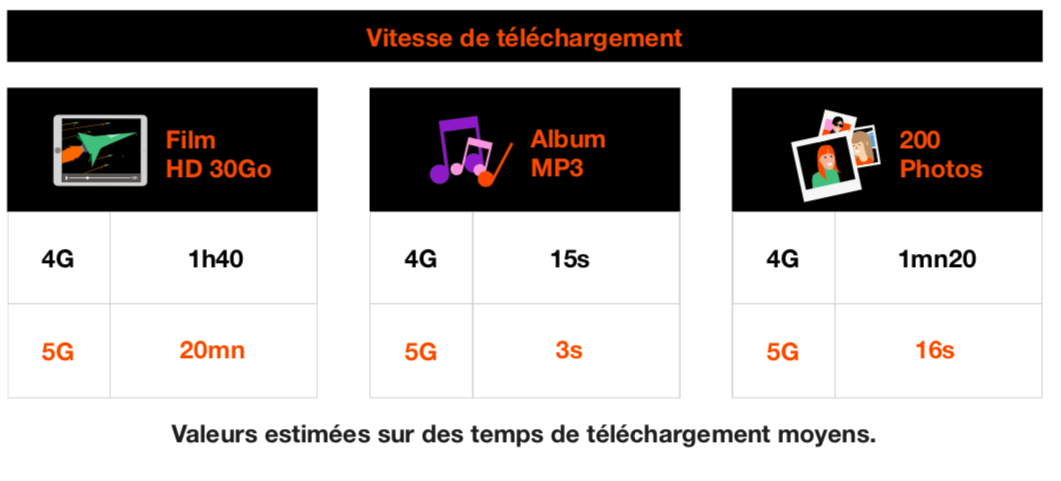 Vitesse de téléchargement
Film
HD 30Go
4G 1h40
5G 20mn
Album
MP3
4G 15s
5G 3s
200
Photos
4G 1mn20
5G 16s
Valeurs estimées sur des temps de téléchargement moyens.